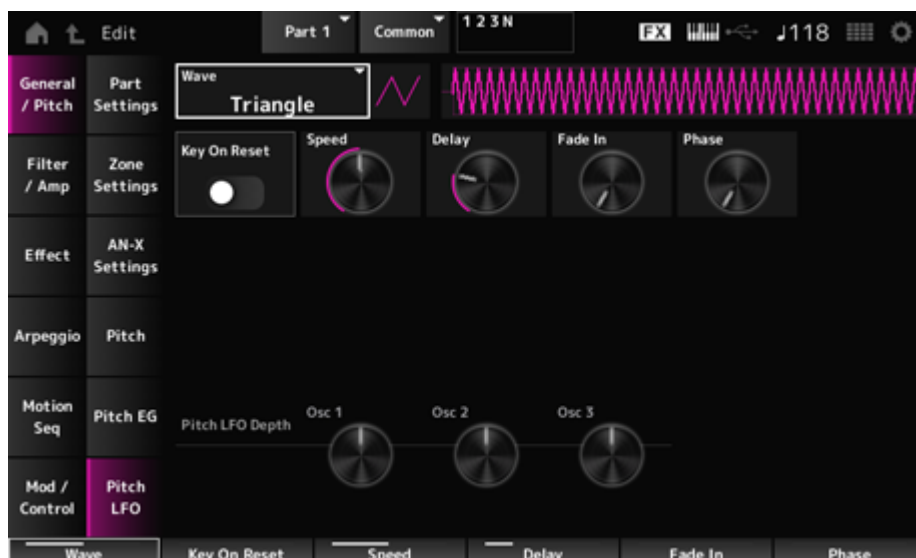 Edit
Part 1
Common
1 2 3 N
FX
♩118
General
/ Pitch
Part
Settings
Filter
/ Amp
Zone
Settings
Effect
AN-X
Settings
Arpeggio
Pitch
Motion
Seq
Pitch EG
Mod /
Control
Pitch
LFO
Wave
Triangle
Key On Reset
Speed
Delay
Fade In
Phase
Pitch LFO Depth
Osc 1
Osc 2
Osc 3
Wave
Key On Reset
Speed
Delay
Fade In
Phase